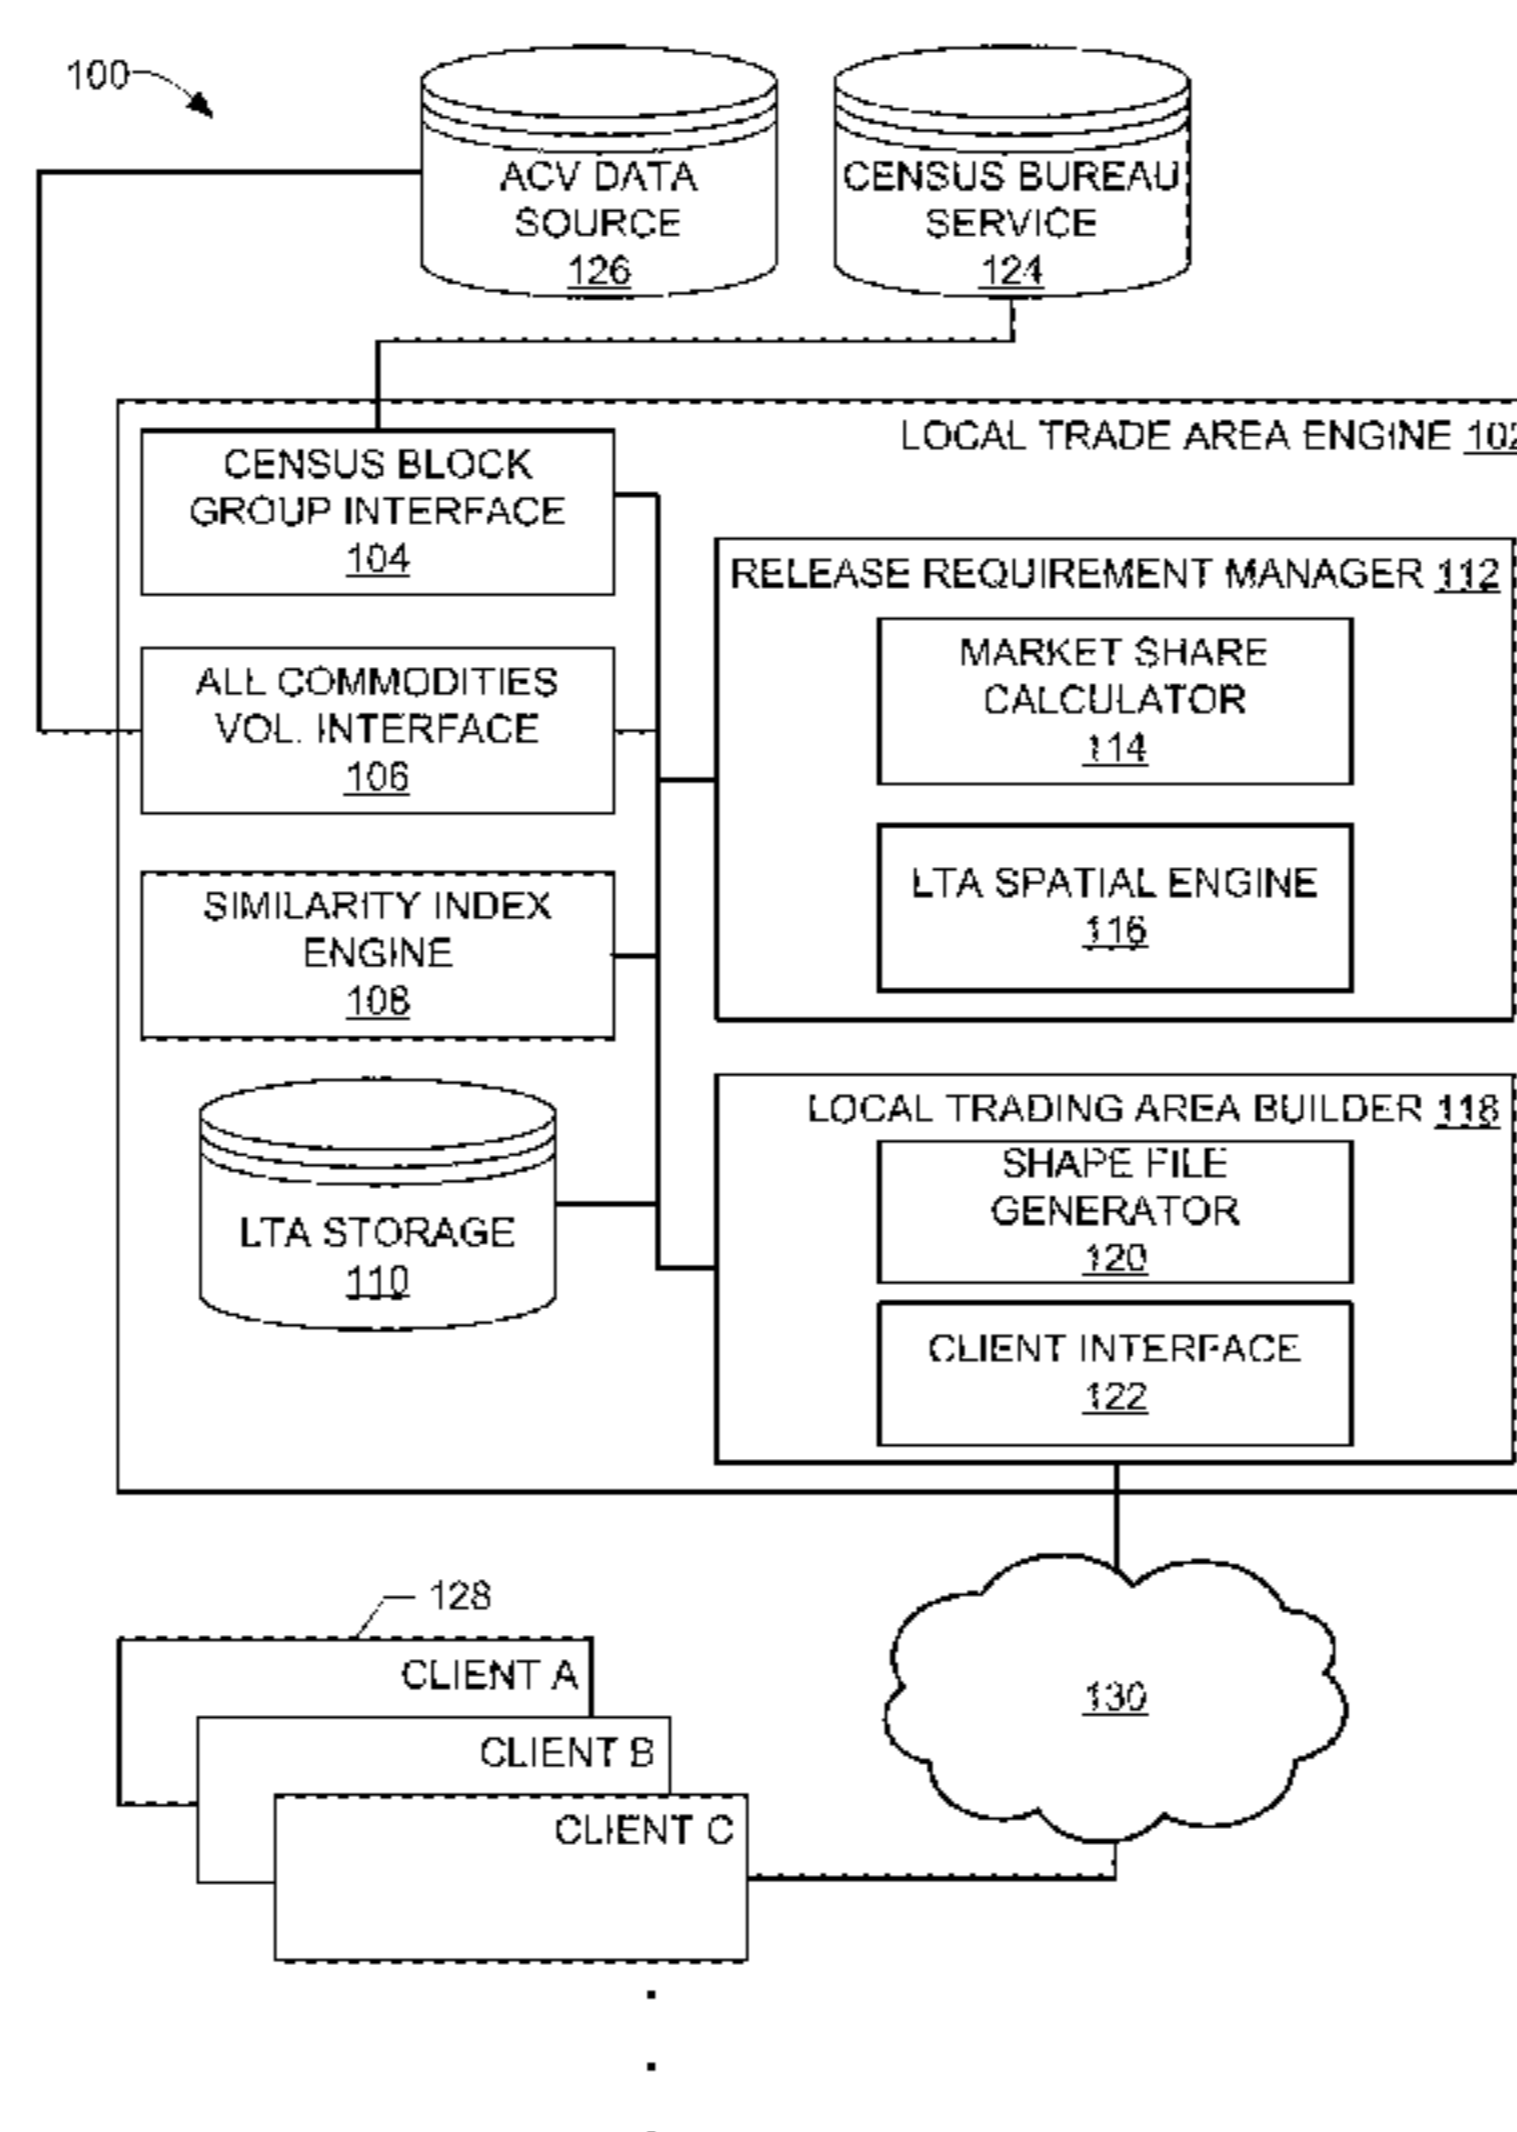 100
ACV DATA
SOURCE
126
CENSUS BUREAU
SERVICE
124
LOCAL TRADE AREA ENGINE 102
CENSUS BLOCK
GROUP INTERFACE
104
ALL COMMODITIES
VOL. INTERFACE
106
SIMILARITY INDEX
ENGINE
108
LTA STORAGE
110
RELEASE REQUIREMENT MANAGER 112
MARKET SHARE
CALCULATOR
114
LTA SPATIAL ENGINE
116
LOCAL TRADING AREA BUILDER 118
SHAPE FILE
GENERATOR
120
CLIENT INTERFACE
122
128
CLIENT A
CLIENT B
CLIENT C
130